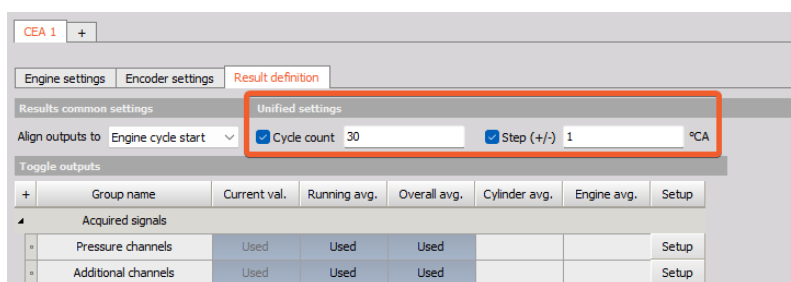 CEA 1 +
Engine settings Encoder settings Result definition
Results common settings Unified settings
Align outputs to Engine cycle start Cycle count 30 Step (+/-) 1 ºCA
Toggle outputs
+ Group name Current val. Running avg. Overall avg. Cylinder avg. Engine avg. Setup
Acquired signals
Pressure channels Used Used Used Setup
Additional channels Used Used Used Setup